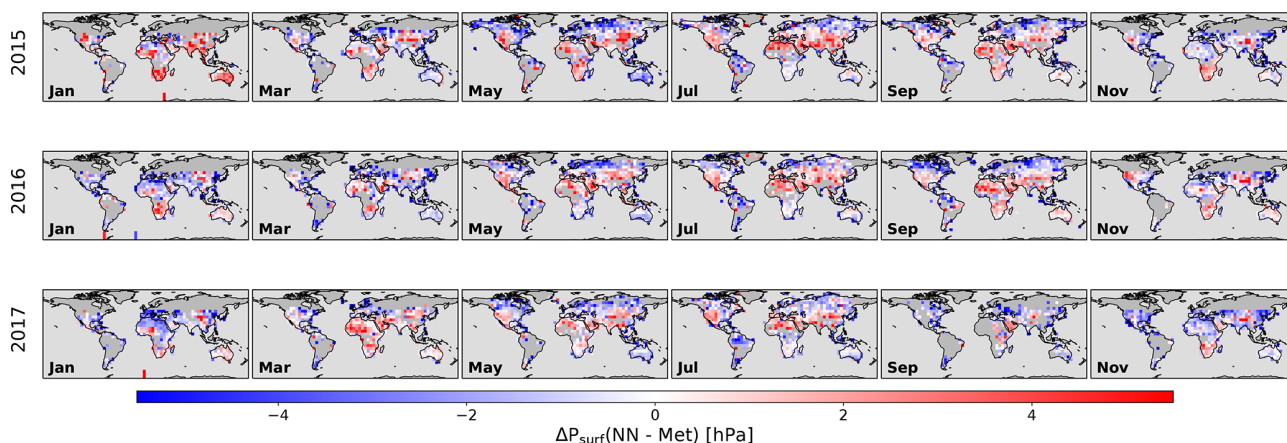 2015
Jan
Mar
May
Jul
Sep
Nov
2016
Jan
Mar
May
Jul
Sep
Nov
2017
Jan
Mar
May
Jul
Sep
Nov
−4 −2 0 2 4
ΔPsurf(NN - Met) [hPa]